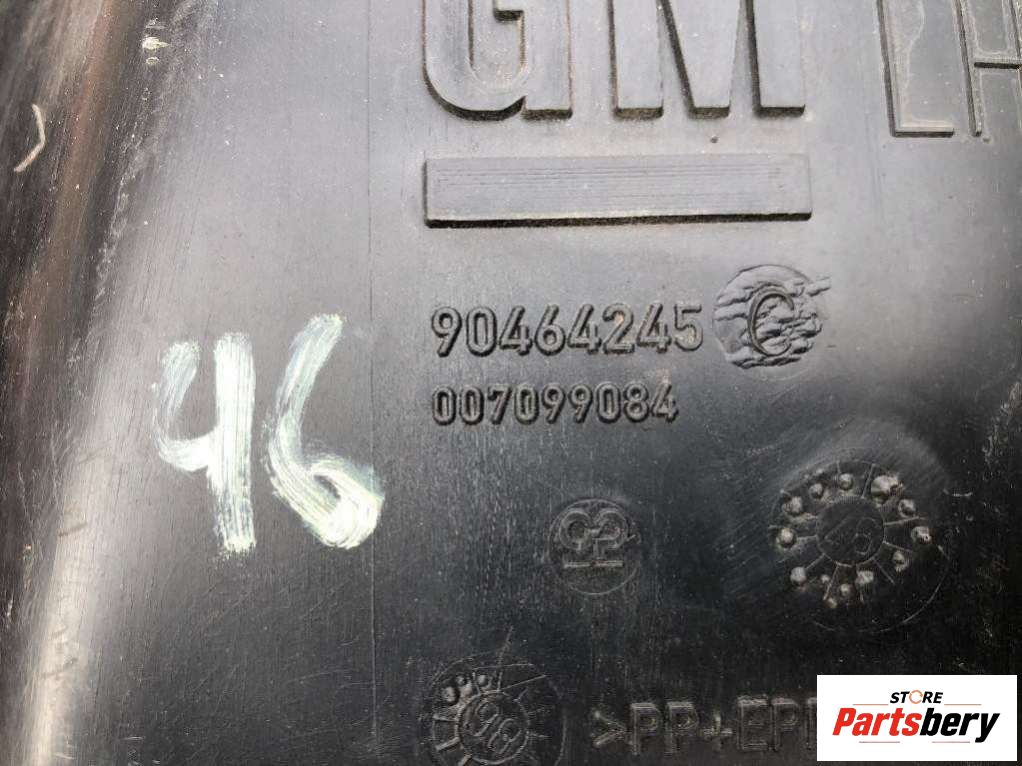 GM
90464245 C
007099084
46
>PP+EP
STORE
Partsbery